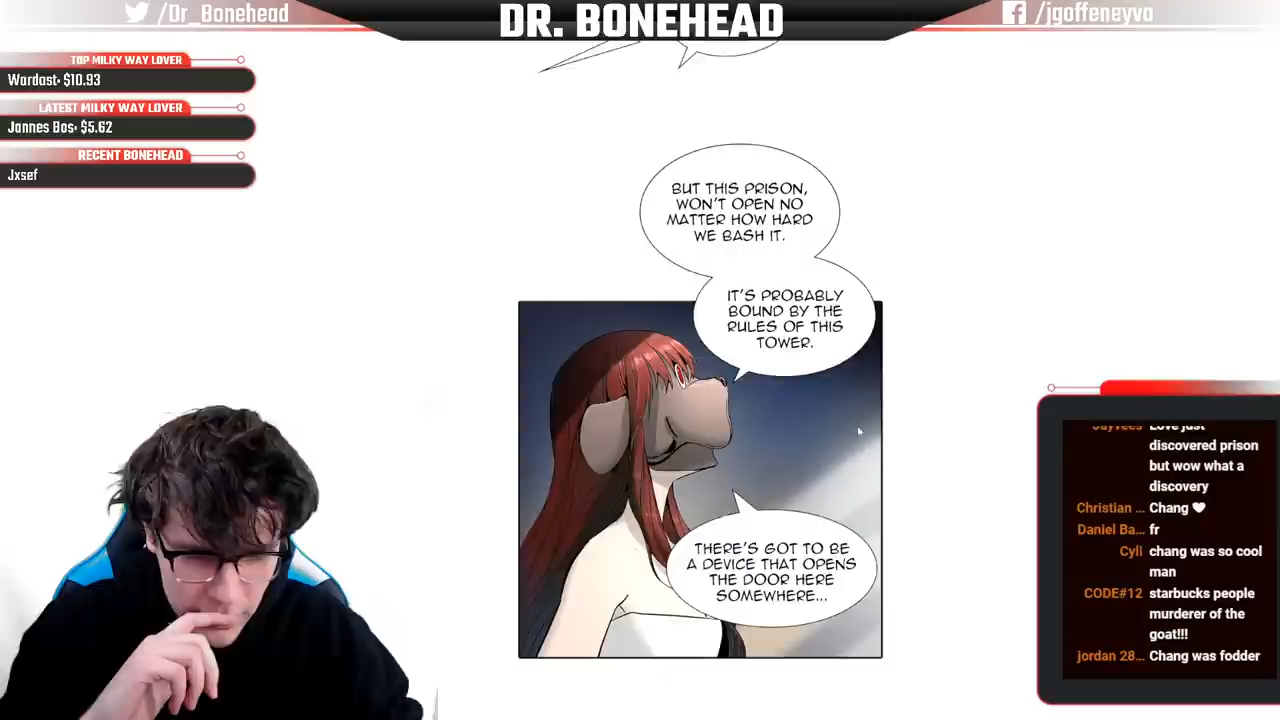 /Dr_Bonehead
DR. BONEHEAD
/jgoffeneyva
TOP MILKY WAY LOVER
Wardast: $10.93
LATEST MILKY WAY LOVER
Jannes Bos: $5.62
RECENT BONEHEAD
Jxsef
BUT THIS PRISON,
WON'T OPEN NO
MATTER HOW HARD
WE BASH IT.
IT'S PROBABLY
BOUND BY THE
RULES OF THIS
TOWER.
THERE'S GOT TO BE
A DEVICE THAT OPENS
THE DOOR HERE
SOMEWHERE...
Jayvees Love just
discovered prison
but wow what a
discovery
Christian ... Chang ❤
Daniel Ba... fr
Cyli chang was so cool
man
CODE#12 starbucks people
murderer of the
goat!!!
jordan 28... Chang was fodder